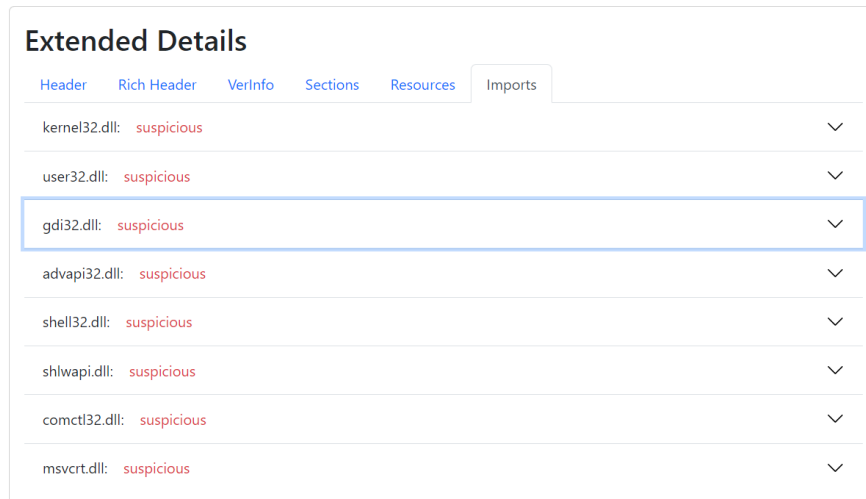 Extended Details
Header Rich Header VerInfo Sections Resources Imports
kernel32.dll: suspicious
user32.dll: suspicious
gdi32.dll: suspicious
advapi32.dll: suspicious
shell32.dll: suspicious
shlwapi.dll: suspicious
comctl32.dll: suspicious
msvcrt.dll: suspicious